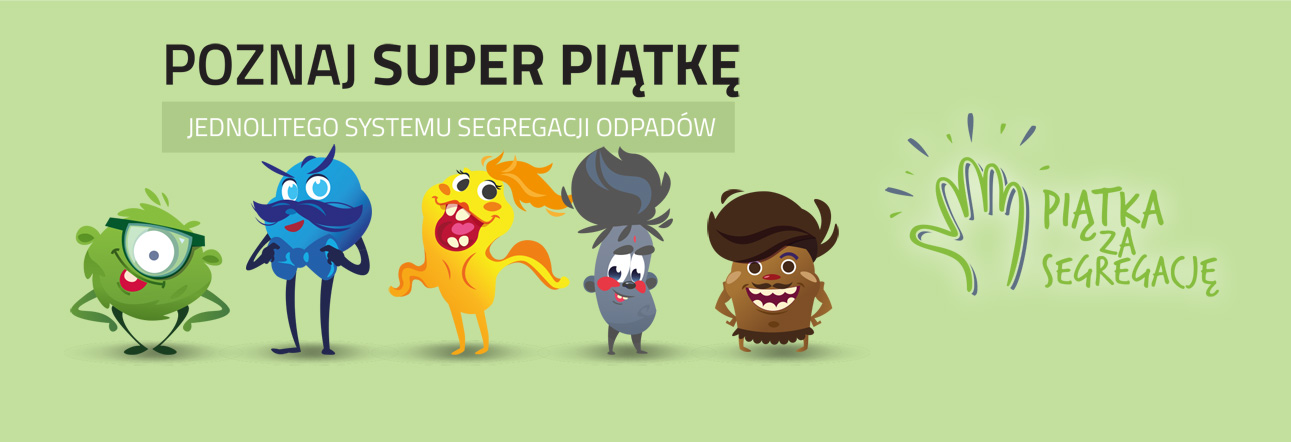 POZNAJ SUPER PIĄTKĘ
JEDNOLITEGO SYSTEMU SEGREGACJI ODPADÓW
PIĄTKA
ZA
SEGREGACJĘ